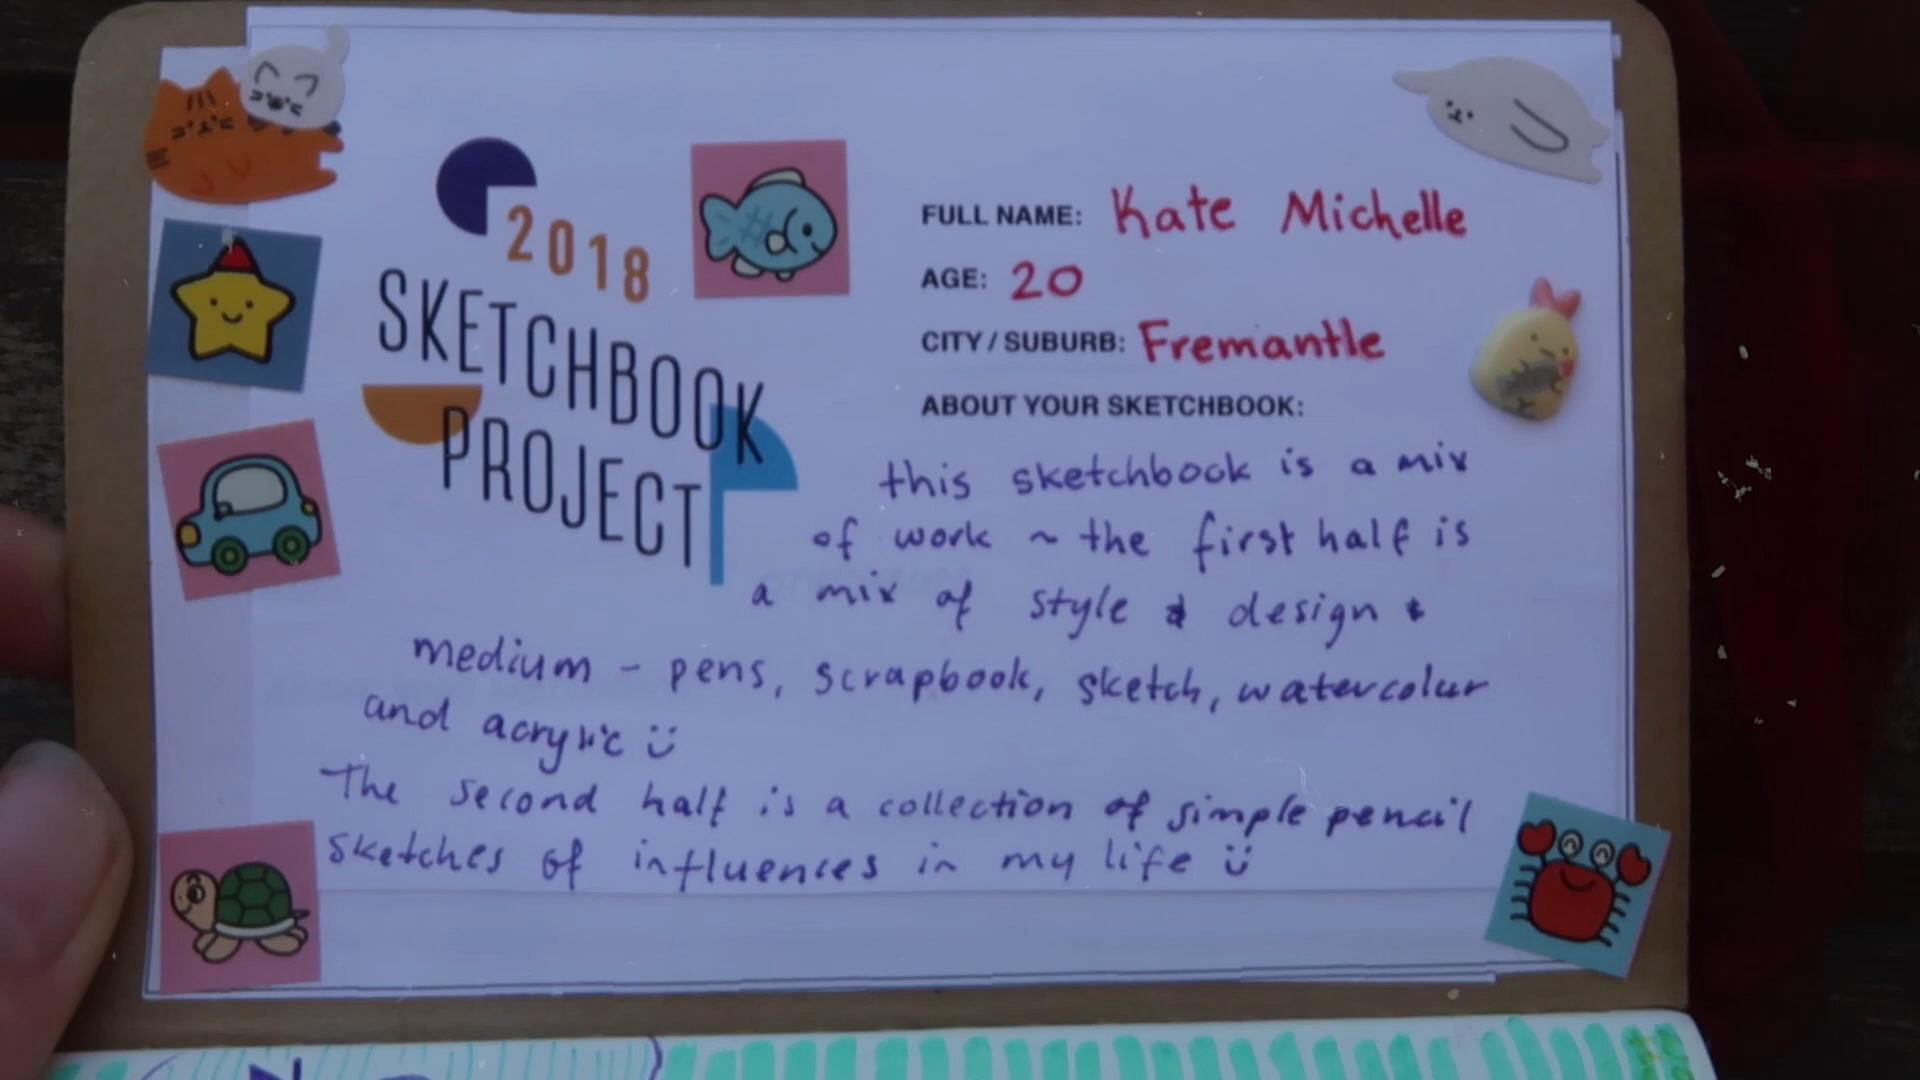 2018
SKETCHBOOK
PROJECT
FULL NAME: Kate Michelle
AGE: 20
CITY/SUBURB: Fremantle
ABOUT YOUR SKETCHBOOK:
this sketchbook is a mix
of work ~ the first half is
a mix of style & design &
medium - pens, scrapbook, sketch, watercolur
and acrylic ü
The second half is a collection of simple pencil
sketches of influences in my life ü